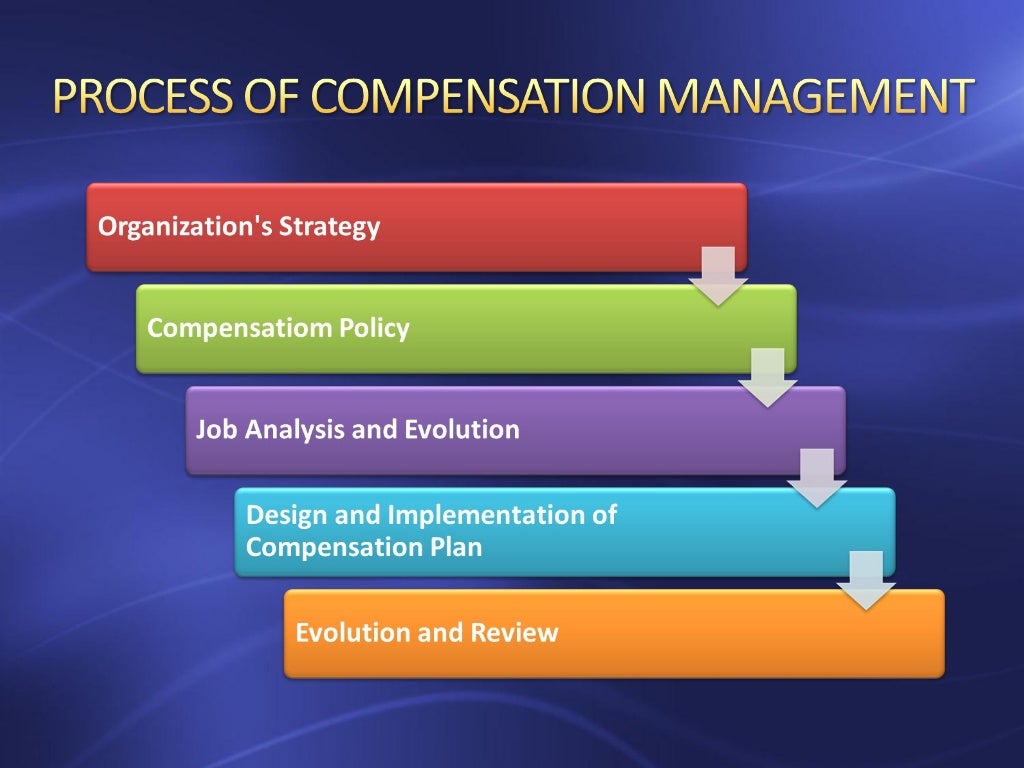 PROCESS OF COMPENSATION MANAGEMENT
Organization's Strategy
Compensatiom Policy
Job Analysis and Evolution
Design and Implementation of
Compensation Plan
Evolution and Review